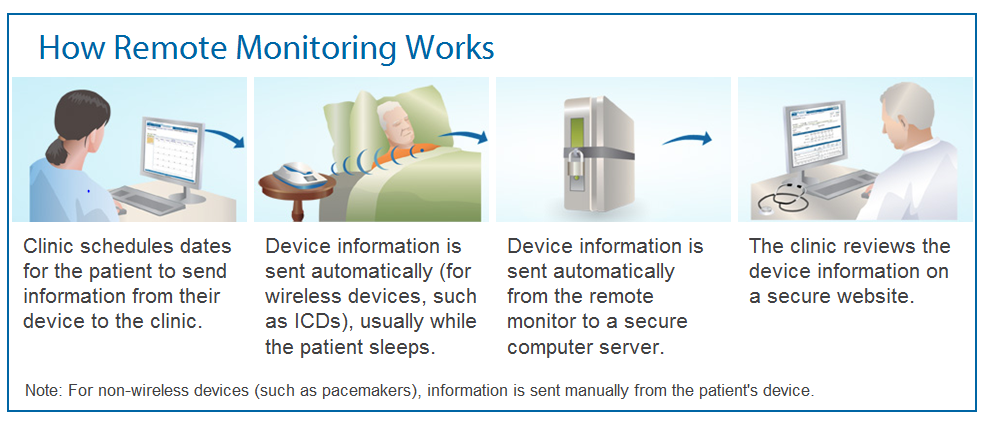 How Remote Monitoring Works
Clinic schedules dates
for the patient to send
information from their
device to the clinic.
Device information is
sent automatically (for
wireless devices, such
as ICDs), usually while
the patient sleeps.
Device information is
sent automatically
from the remote
monitor to a secure
computer server.
The clinic reviews the
device information on
a secure website.
Note: For non-wireless devices (such as pacemakers), information is sent manually from the patient's device.